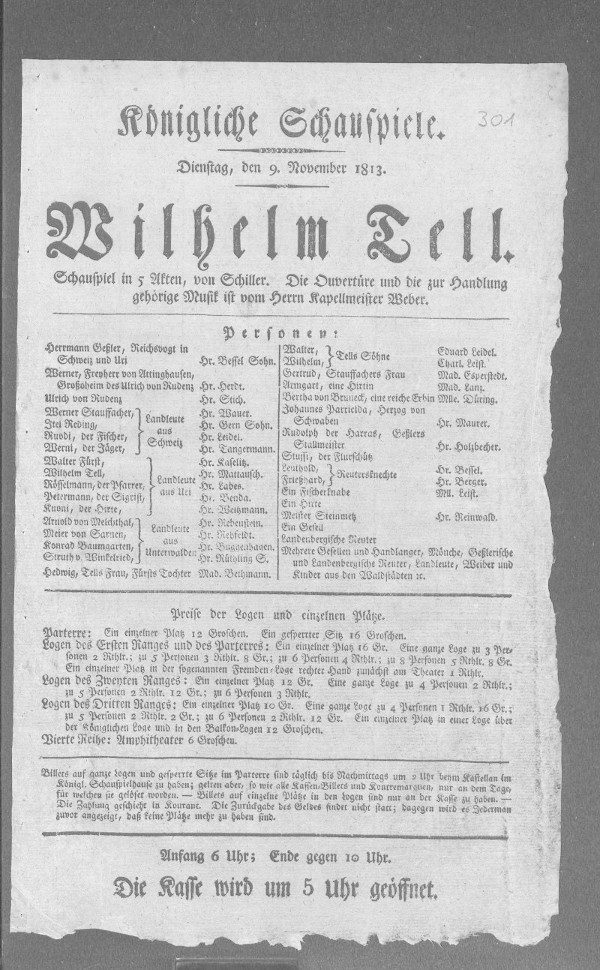 Königliche Schauspiele.
301
Dienstag, den 9. November 1813.
Wilhelm Tell.
Schauspiel in 5 Akten, von Schiller. Die Ouvertüre und die zur Handlung
gehörige Musik ist vom Herrn Kapellmeister Weber.
Personen:
Herrmann Geßler, Reichsvogt in
Schweiz und Uri Hr. Bessel Sohn.
Werner, Freyherr von Attinghausen,
Großoheim des Ulrich von Rudenz Hr. Herdt.
Ulrich von Rudenz Hr. Stich.
Werner Stauffacher, Hr. Wauer.
Itel Reding, Landleute Hr. Gern Sohn.
Ruodi, der Fischer, aus Hr. Leidel.
Werni, der Jäger, Schweiz Hr. Tangermann.
Walter Fürst, Hr. Kaselitz.
Wilhelm Tell, Hr. Mattausch.
Rösselmann, der Pfarrer, Landleute Hr. Labes.
Petermann, der Sigrist, aus Uri Hr. Benda.
Kuoni, der Hirte, Hr. Weitzmann.
Arnold von Melchthal, Hr. Rebenstein.
Meier von Sarnen, Landleute Hr. Rehfeldt.
Konrad Baumgarten, aus Hr. Buggenhagen.
Struth v. Winkelried, Unterwalden Hr. Rüthling S.
Hedwig, Tells Frau, Fürsts Tochter Mad. Bethmann.
Walter, Eduard Leidel.
Wilhelm, Tells Söhne Charl. Leist.
Gertrud, Stauffachers Frau Mad. Esperstedt.
Armgart, eine Hirtin Mad. Lanz.
Bertha von Bruneck, eine reiche Erbin Mlle. Düring.
Johannes Parricida, Herzog von
Schwaben Hr. Maurer.
Rudolph der Harras, Geßlers
Stallmeister Hr. Holzbecher.
Stüssi, der Flurschütz
Leuthold, Hr. Bessel.
Frießhard, Reutersknechte Hr. Berger.
Ein Fischerknabe Mll. Leist.
Ein Hirte
Meister Steinmetz Hr. Reinwald.
Ein Gesell
Landenbergische Reuter
Mehrere Gesellen und Handlanger, Mönche, Geßlerische
und Landenbergische Reuter, Landleute, Weiber und
Kinder aus den Waldstädten ꝛc.
Preise der Logen und einzelnen Plätze.
Parterre: Ein einzelner Platz 12 Groschen. Ein gesperrter Sitz 16 Groschen.
Logen des Ersten Ranges und des Parterres: Ein einzelner Platz 16 Gr. Eine ganze Loge zu 3 Per-
sonen 2 Rthlr.; zu 5 Personen 3 Rthlr. 8 Gr.; zu 6 Personen 4 Rthlr.; zu 8 Personen 5 Rthlr. 8 Gr.
Ein einzelner Platz in der sogenannten Fremden-Loge rechter Hand zunächst am Theater 1 Rthlr.
Logen des Zweyten Ranges: Ein einzelner Platz 12 Gr. Eine ganze Loge zu 4 Personen 2 Rthlr.;
zu 5 Personen 2 Rthlr. 12 Gr.; zu 6 Personen 3 Rthlr.
Logen des Dritten Ranges: Ein einzelner Platz 10 Gr. Eine ganze Loge zu 4 Personen 1 Rthlr. 16 Gr.;
zu 5 Personen 2 Rthlr. 2 Gr.; zu 6 Personen 2 Rthlr. 12 Gr. Ein einzelner Platz in einer Loge über
der Königlichen Loge und in den Balkon-Logen 12 Groschen.
Vierte Reihe: Amphitheater 6 Groschen.
Billets auf ganze Logen und gesperrte Sitze im Parterre sind täglich bis Nachmittags um 2 Uhr beym Kastellan im
Königl. Schauspielhause zu haben; gelten aber, so wie alle Kassen-Billets und Kontremarquen, nur an dem Tage,
für welchen sie gelöset worden. — Billets auf einzelne Plätze in den Logen sind nur an der Kasse zu haben. —
Die Zahlung geschieht in Kourant. Die Zurückgabe des Geldes findet nicht statt; dagegen wird es Jederman
zuvor angezeigt, daß keine Plätze mehr zu haben sind.
Anfang 6 Uhr; Ende gegen 10 Uhr.
Die Kasse wird um 5 Uhr geöffnet.